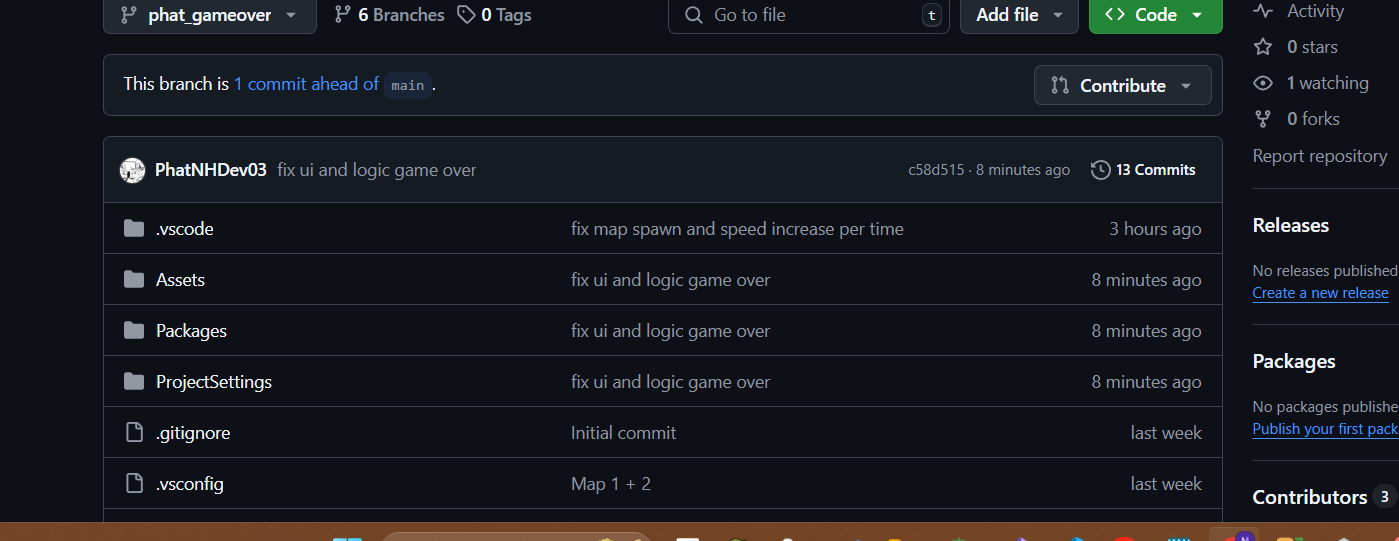 phat_gameover
6 Branches
0 Tags
Go to file
t
Add file
<> Code
This branch is 1 commit ahead of main .
Contribute
PhatNHDev03 fix ui and logic game over
c58d515 · 8 minutes ago
13 Commits
.vscode
fix map spawn and speed increase per time
3 hours ago
Assets
fix ui and logic game over
8 minutes ago
Packages
fix ui and logic game over
8 minutes ago
ProjectSettings
fix ui and logic game over
8 minutes ago
.gitignore
Initial commit
last week
.vsconfig
Map 1 + 2
last week
Activity
0 stars
1 watching
0 forks
Report repository
Releases
No releases published
Create a new release
Packages
No packages publishe
Publish your first pack
Contributors 3
N